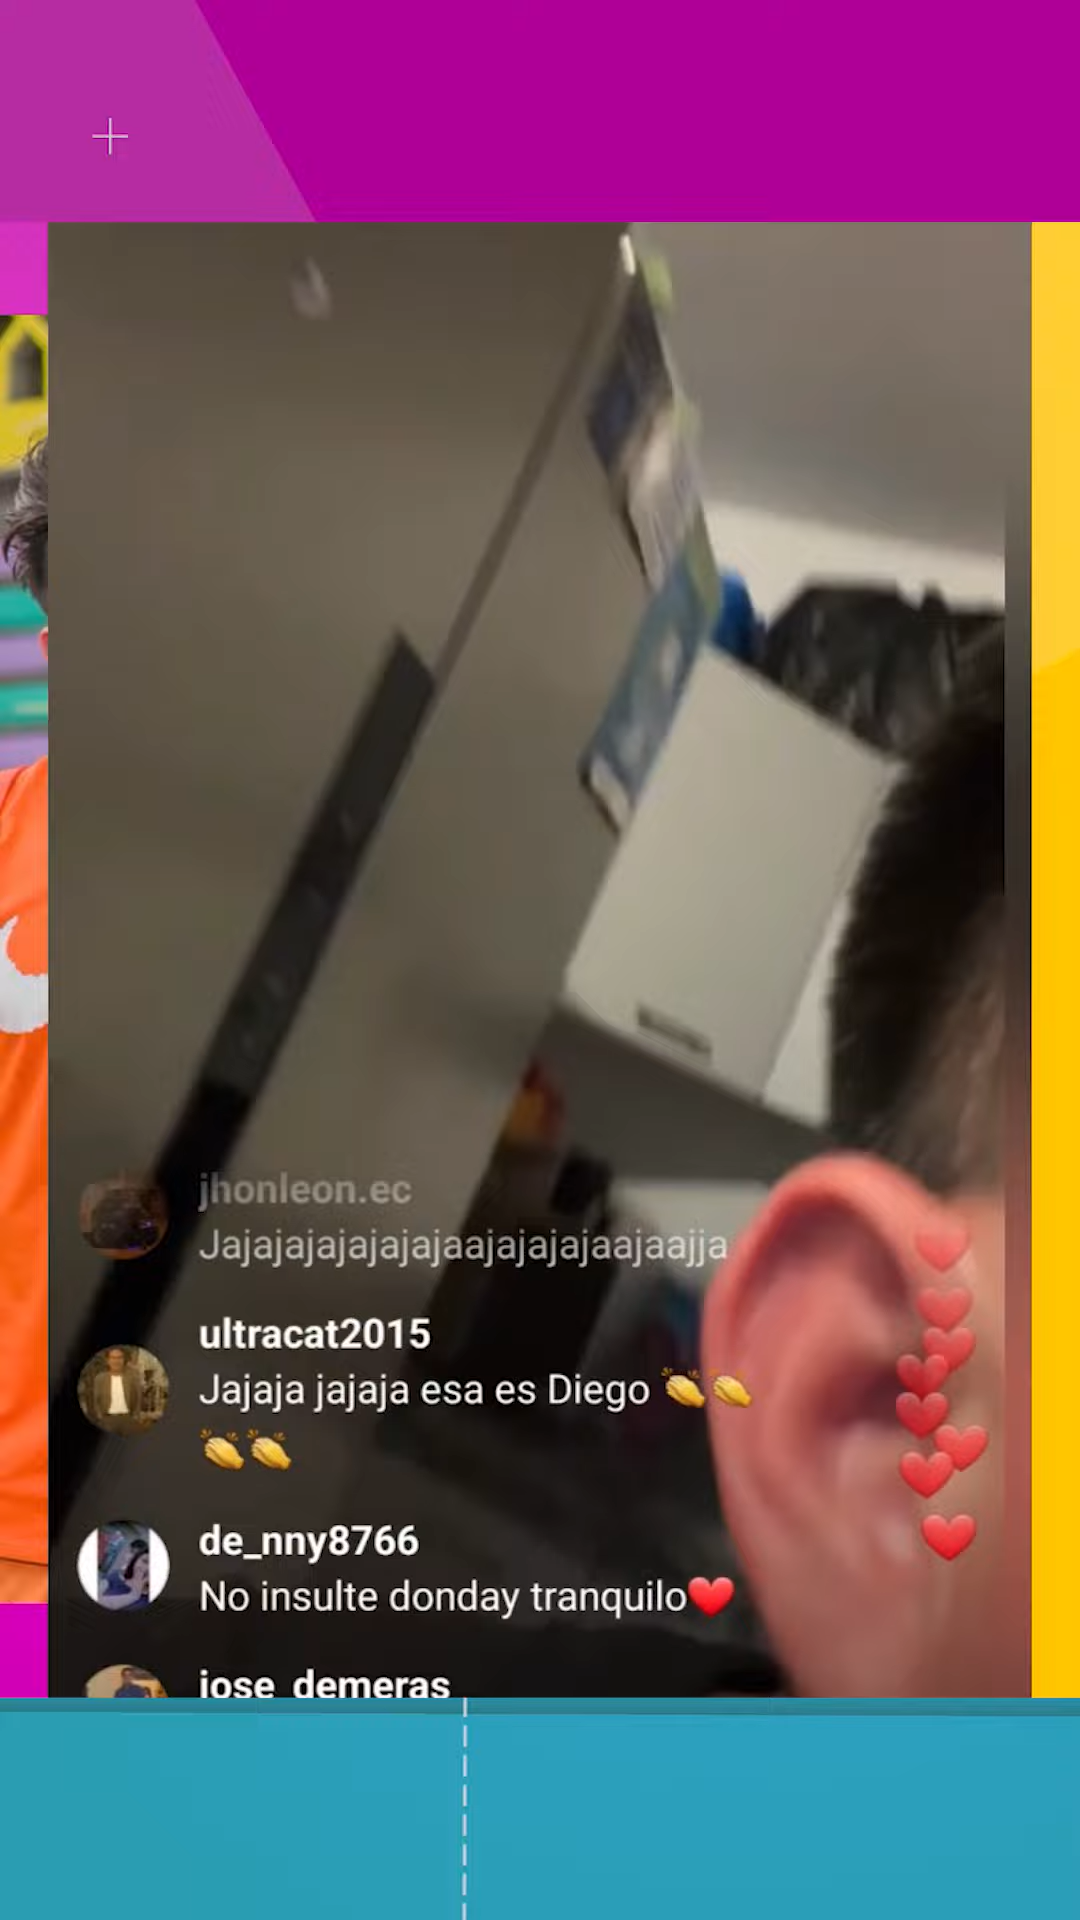 jhonleon.ec
Jajajajajajajajaajajajajaajaajja
ultracat2015
Jajaja jajaja esa es Diego 👏👏
👏👏
de_nny8766
No insulte donday tranquilo❤️
jose_demeras